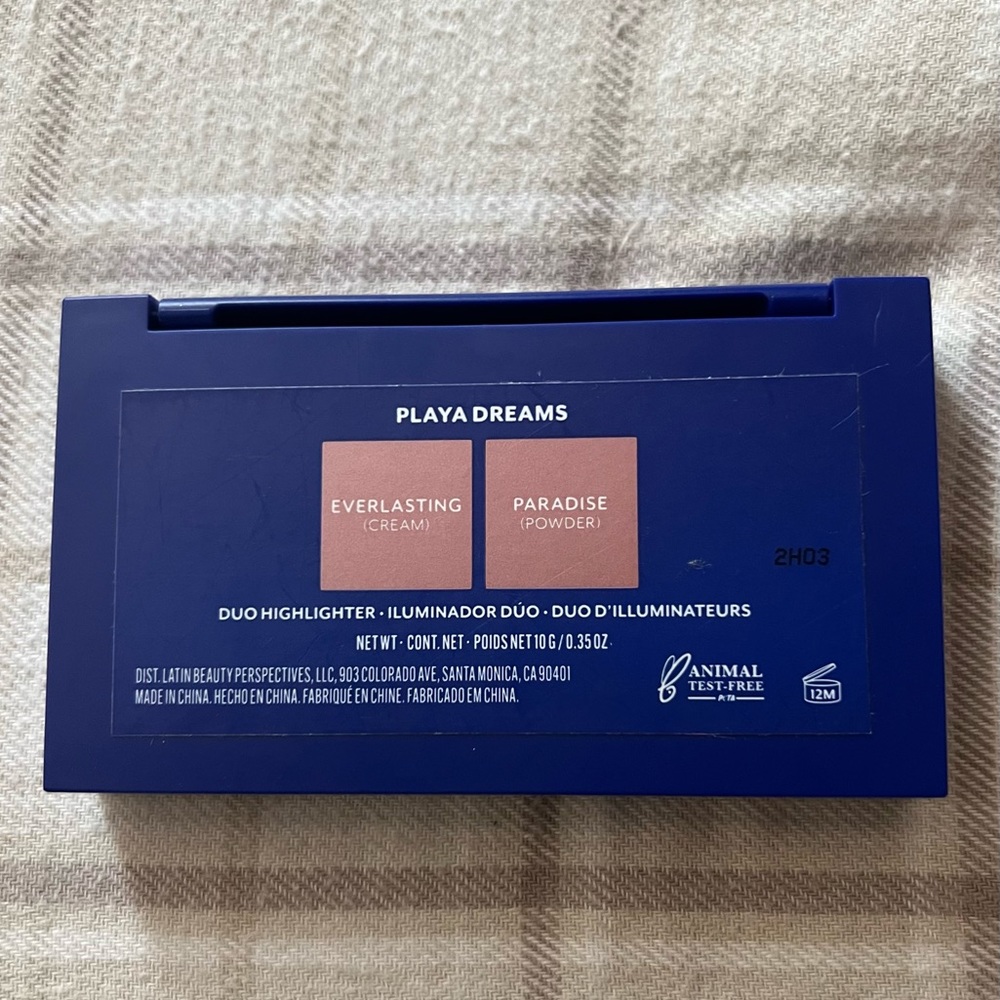 PLAYA DREAMS
EVERLASTING
(CREAM)
PARADISE
(POWDER)
2H03
DUO HIGHLIGHTER · ILUMINADOR DÚO · DUO D'ILLUMINATEURS
NET WT · CONT. NET · POIDS NET 10 G / 0.35 OZ.
DIST. LATIN BEAUTY PERSPECTIVES, LLC, 903 COLORADO AVE, SANTA MONICA, CA 90401
MADE IN CHINA. HECHO EN CHINA. FABRIQUÉ EN CHINE. FABRICADO EM CHINA.
ANIMAL
TEST-FREE
PETA
12M